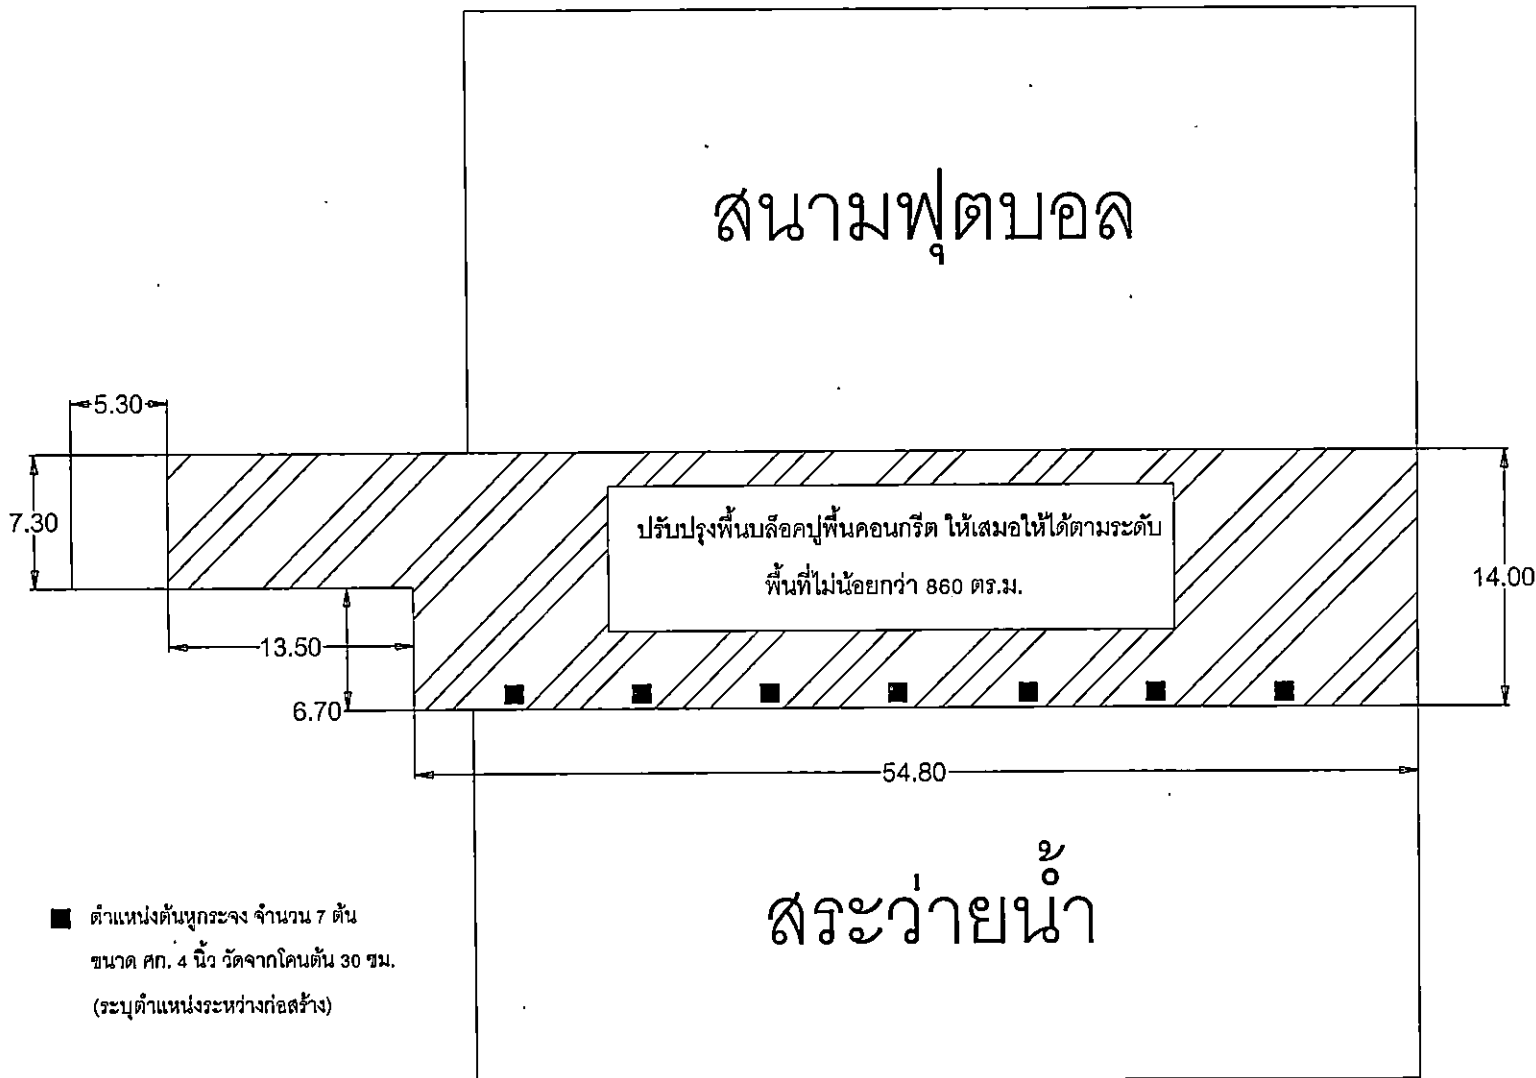 สนามฟุตบอล
5.30
7.30
ปรับปรุงพื้นบล็อคปูพื้นคอนกรีต ให้เสมอให้ได้ตามระดับ
พื้นที่ไม่น้อยกว่า 860 ตร.ม.
14.00
13.50
6.70
54.80
สระว่ายน้ำ
ตำแหน่งต้นหูกระจง จำนวน 7 ต้น
ขนาด ศก. 4 นิ้ว วัดจากโคนต้น 30 ซม.
(ระบุตำแหน่งระหว่างก่อสร้าง)